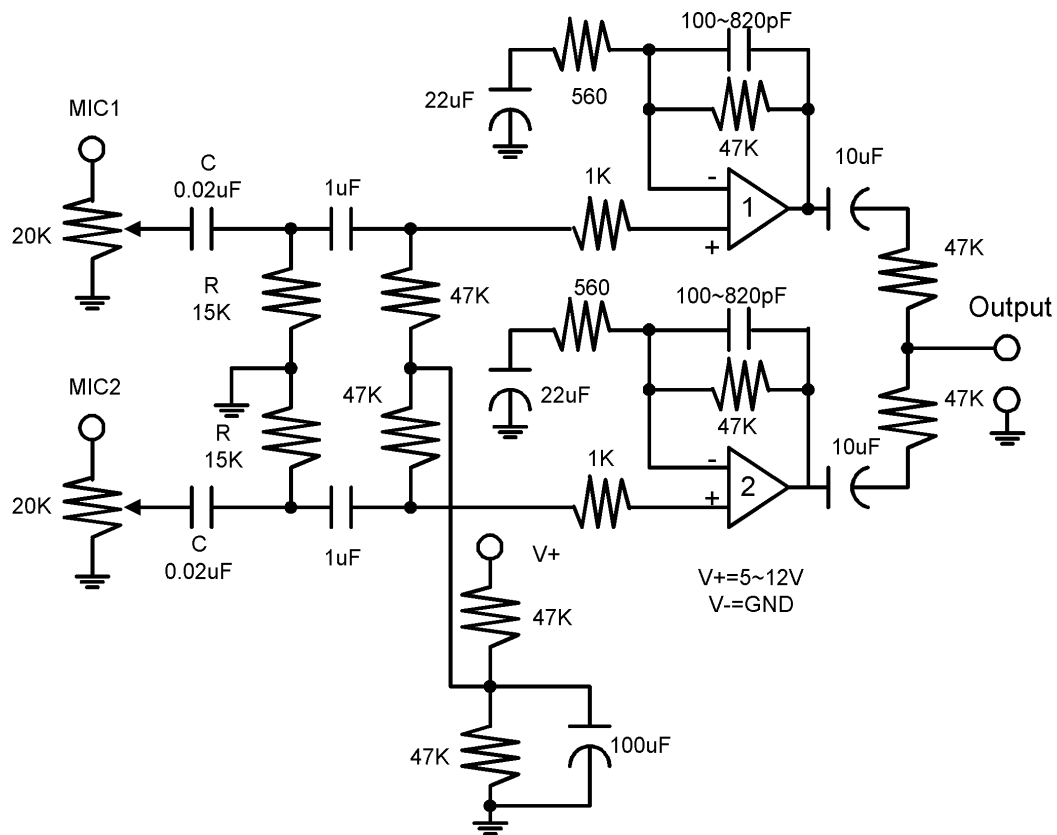 100~820pF
560
22uF
47K
MIC1
10uF
C
0.02uF
1uF
1K
1
-
+
20K
47K
R
15K
47K
560
100~820pF
Output
MIC2
47K
22uF
47K
47K
R
15K
10uF
1K
-
+
2
20K
C
0.02uF
1uF
V+
V+=5~12V
V-=GND
47K
47K
100uF